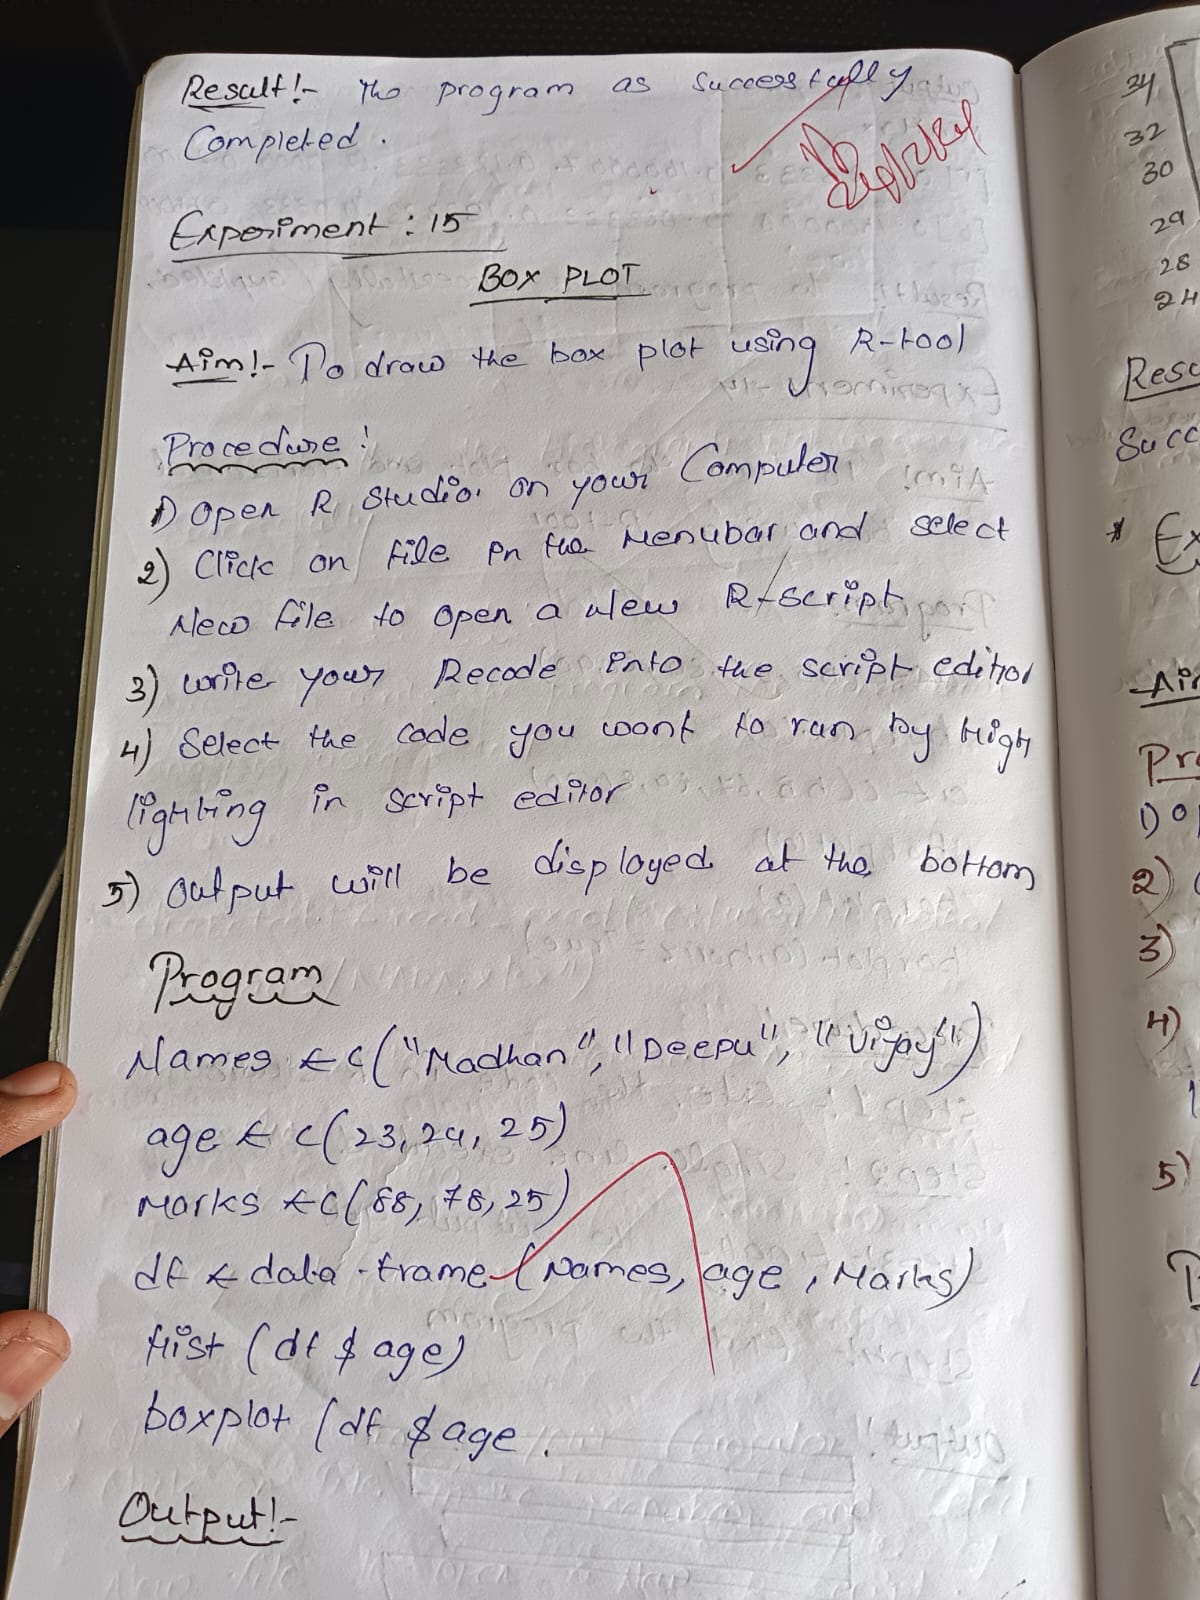 Result!- The program as Successfully
Completed.
Experiment : 15
BOX PLOT
Aim!- To draw the box plot using R-tool
Procedure!
1) Open R Studio. on your Computer
2) Click on file in the Menubar and select
New file to open a new R-script
3) write your Recode into the script editor
4) Select the code you want to run by high
lighting in script editor
5) Output will be displayed at the bottom
Program
Names ← c("Madhan", "Deepu", "Vijay")
age ← c(23, 24, 25)
Marks ← c(88, 78, 25)
df ← data.frame (Names, age, Marks)
Hist (df $ age)
boxplot (df $ age.
Output!-
34
32
30
29
28
24
Resu
Succ
* Ex
Aim
Pro
1) op
2)
3)
4)
5)